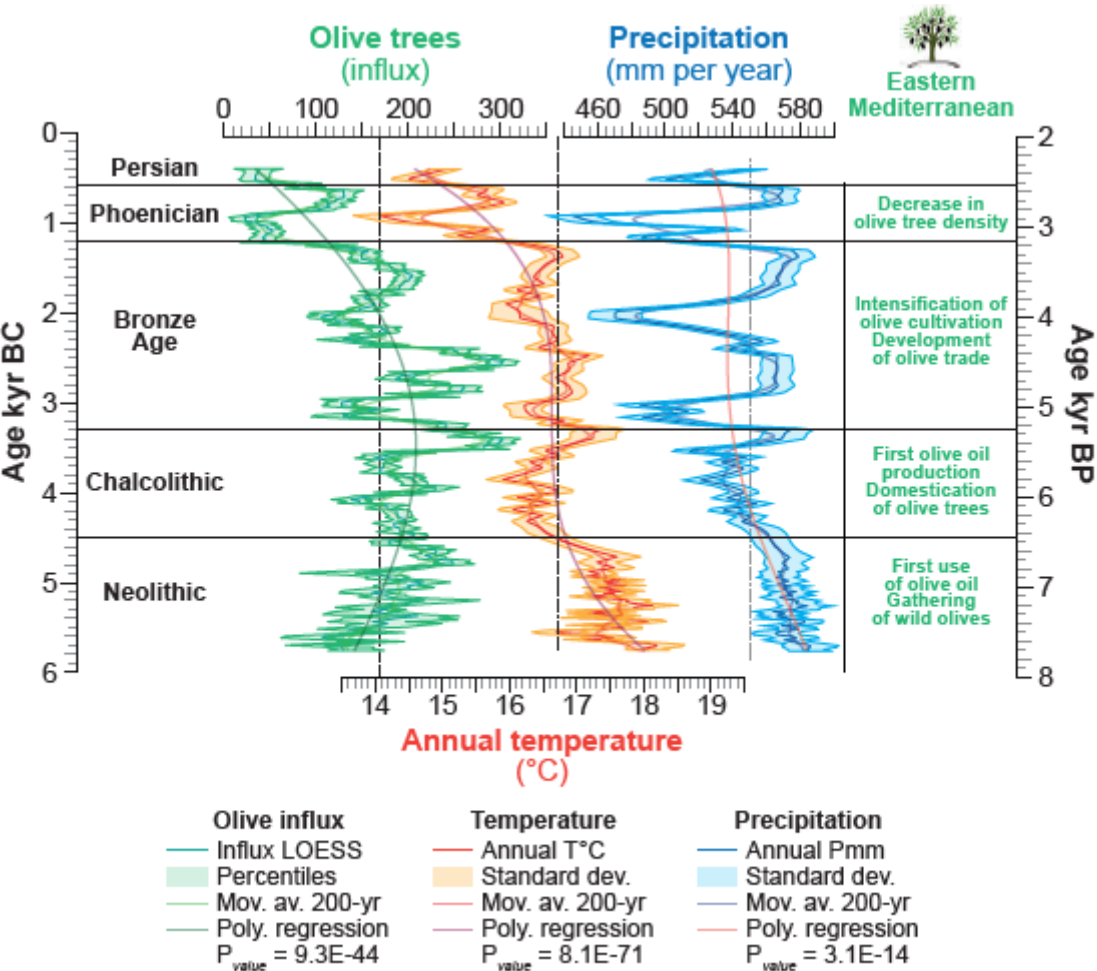 Olive trees
(influx)
Precipitation
(mm per year)
Eastern
Mediterranean
0 100 200 300
460 500 540 580
Age kyr BC
0
1
2
3
4
5
6
Persian
Phoenician
Bronze
Age
Chalcolithic
Neolithic
Decrease in
olive tree density
Intensification of
olive cultivation
Development
of olive trade
First olive oil
production
Domestication
of olive trees
First use
of olive oil
Gathering
of wild olives
2
3
4
5
6
7
8
Age kyr BP
14 15 16 17 18 19
Annual temperature
(°C)
Olive influx
Influx LOESS
Percentiles
Mov. av. 200-yr
Poly. regression
Pvalue = 9.3E-44
Temperature
Annual T°C
Standard dev.
Mov. av. 200-yr
Poly. regression
Pvalue = 8.1E-71
Precipitation
Annual Pmm
Standard dev.
Mov. av. 200-yr
Poly. regression
Pvalue = 3.1E-14